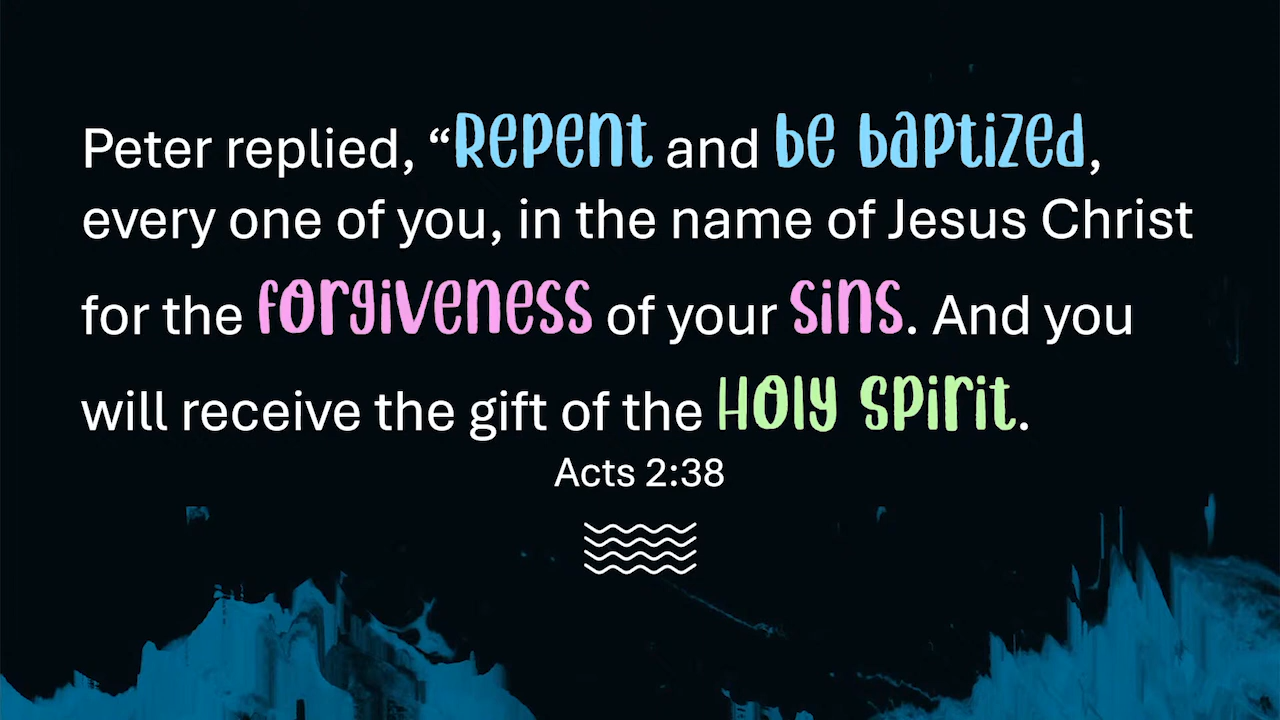 Peter replied, “Repent and be baptized,
every one of you, in the name of Jesus Christ
for the forgiveness of your sins. And you
will receive the gift of the Holy Spirit.
Acts 2:38